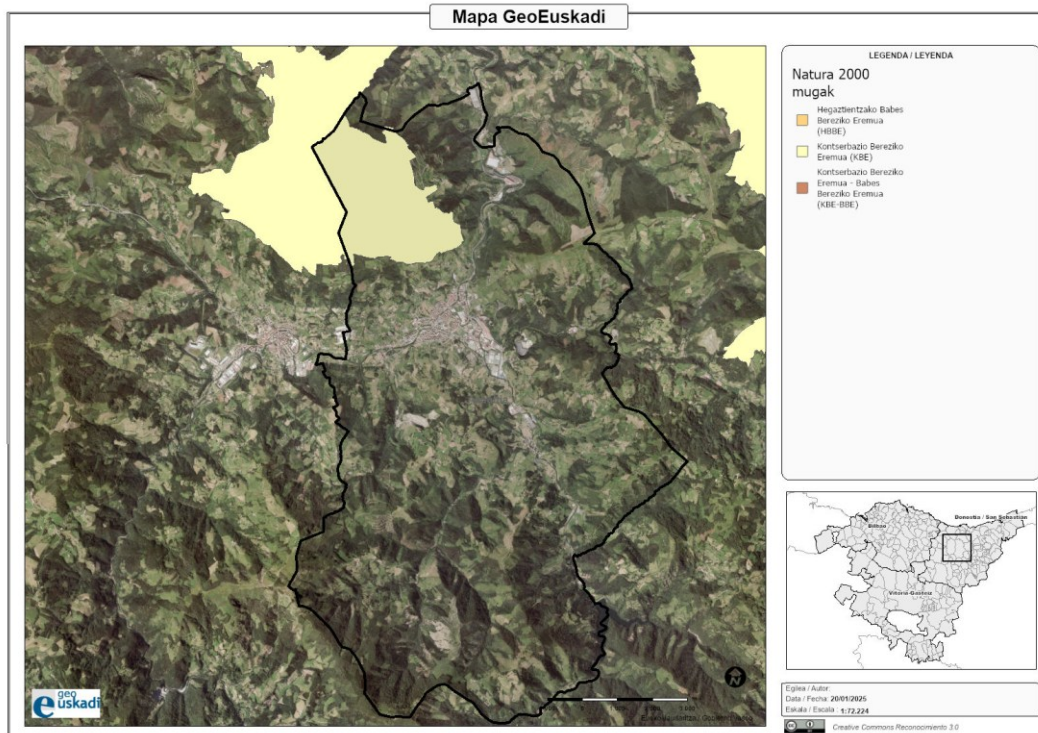 Mapa GeoEuskadi
LEGENDA / LEYENDA
Natura 2000
mugak
Hegaztientzako Babes
Bereziko Eremua
(HBBE)
Kontserbazio Bereziko
Eremua (KBE)
Kontserbazio Bereziko
Eremua - Babes
Bereziko Eremua
(KBE-BBE)
Donostia / San Sebastián
Bilbao
Vitoria-Gasteiz
N
geo
euskadi
Egilea / Autor:
Data / Fecha: 20/01/2025
Eskala / Escala : 1:72.224
cc
Creative Commons Reconocimiento 3.0